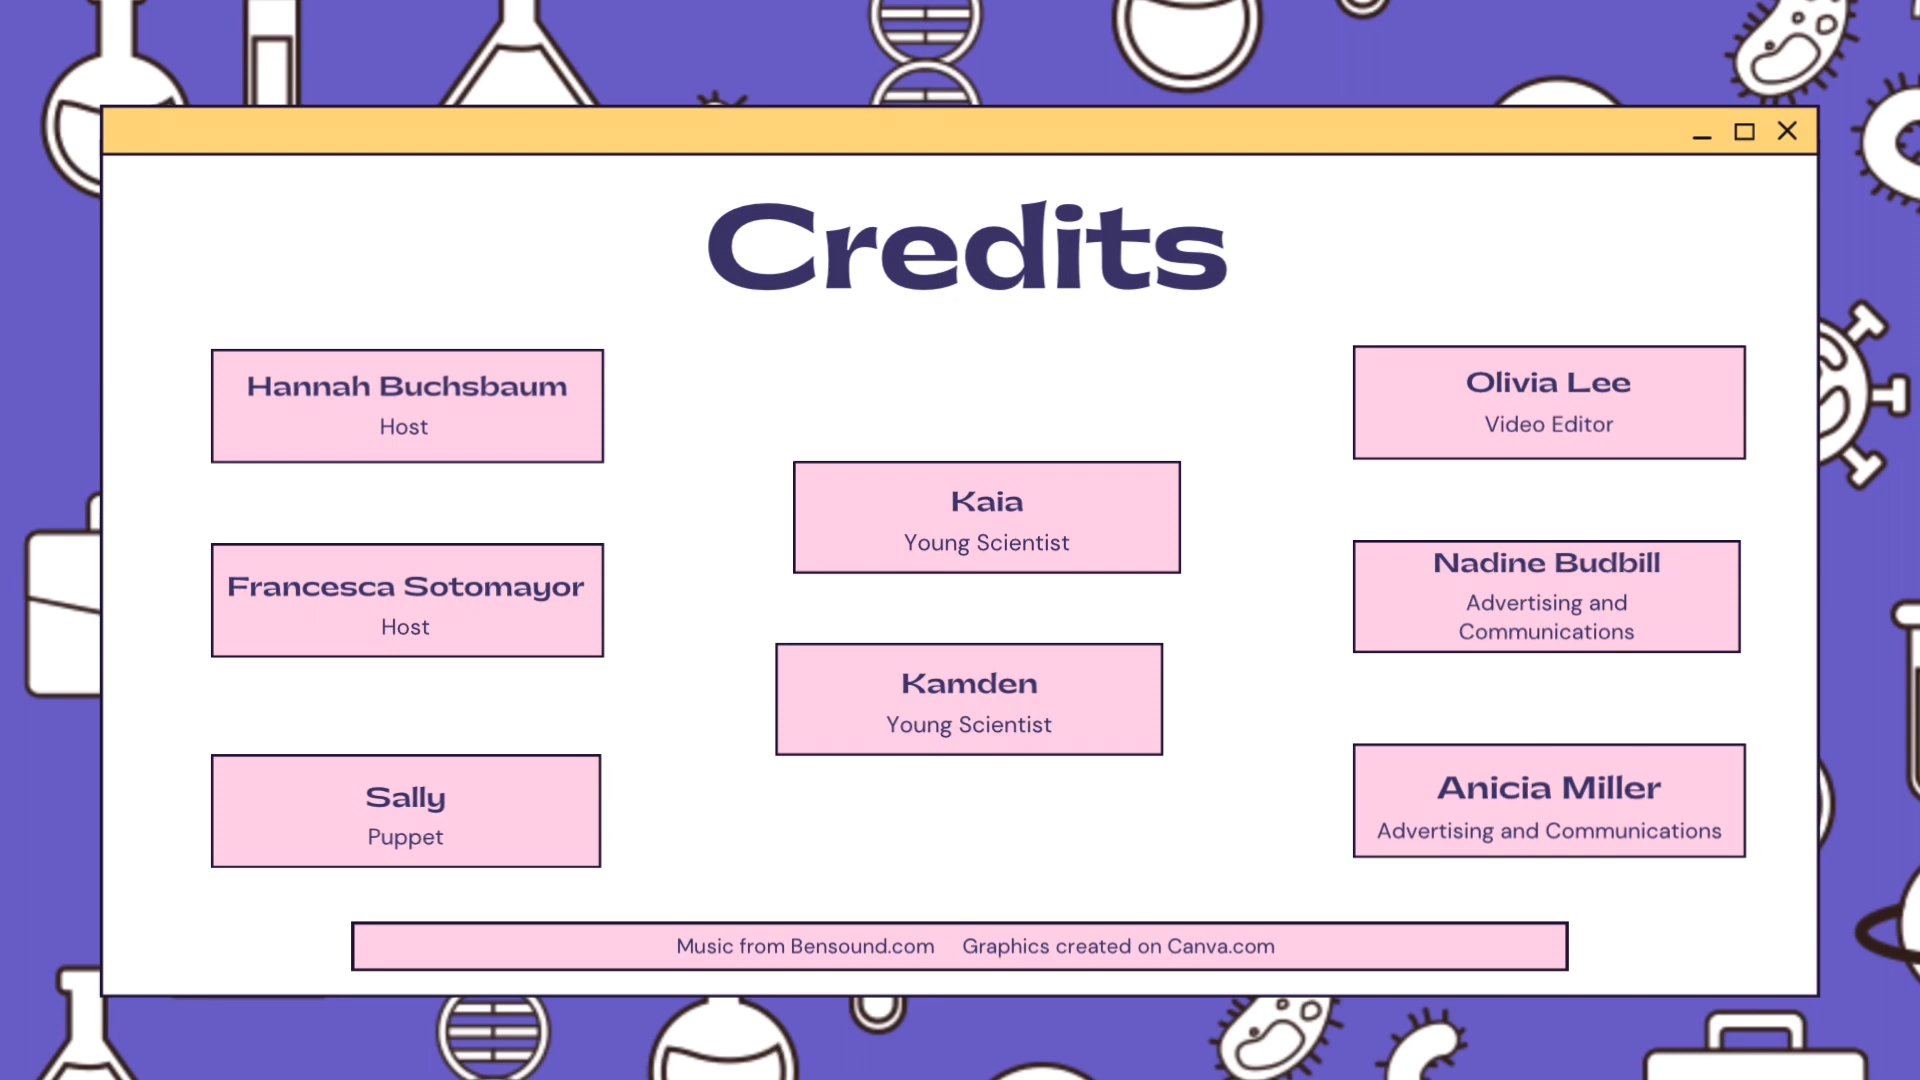 Credits
Hannah Buchsbaum
Host
Francesca Sotomayor
Host
Sally
Puppet
Kaia
Young Scientist
Kamden
Young Scientist
Olivia Lee
Video Editor
Nadine Budbill
Advertising and
Communications
Anicia Miller
Advertising and Communications
Music from Bensound.com Graphics created on Canva.com